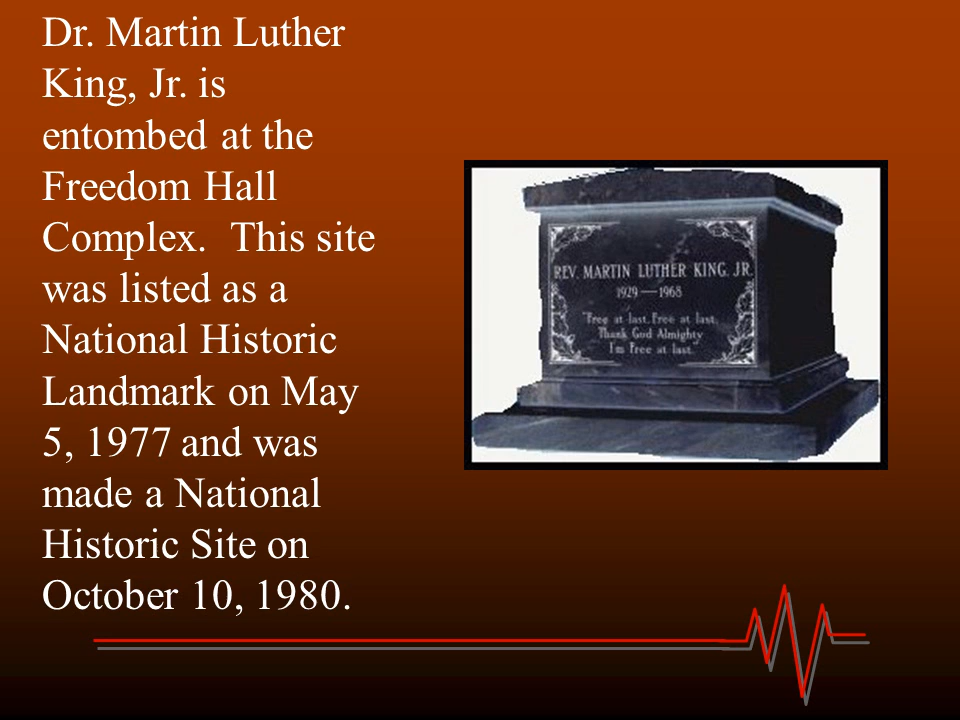 Dr. Martin Luther
King, Jr. is
entombed at the
Freedom Hall
Complex.  This site
was listed as a
National Historic
Landmark on May
5, 1977 and was
made a National
Historic Site on
October 10, 1980.
REV. MARTIN LUTHER KING, JR.
1929—1968
"Free at last, Free at last,
Thank God Almighty
I'm Free at last."